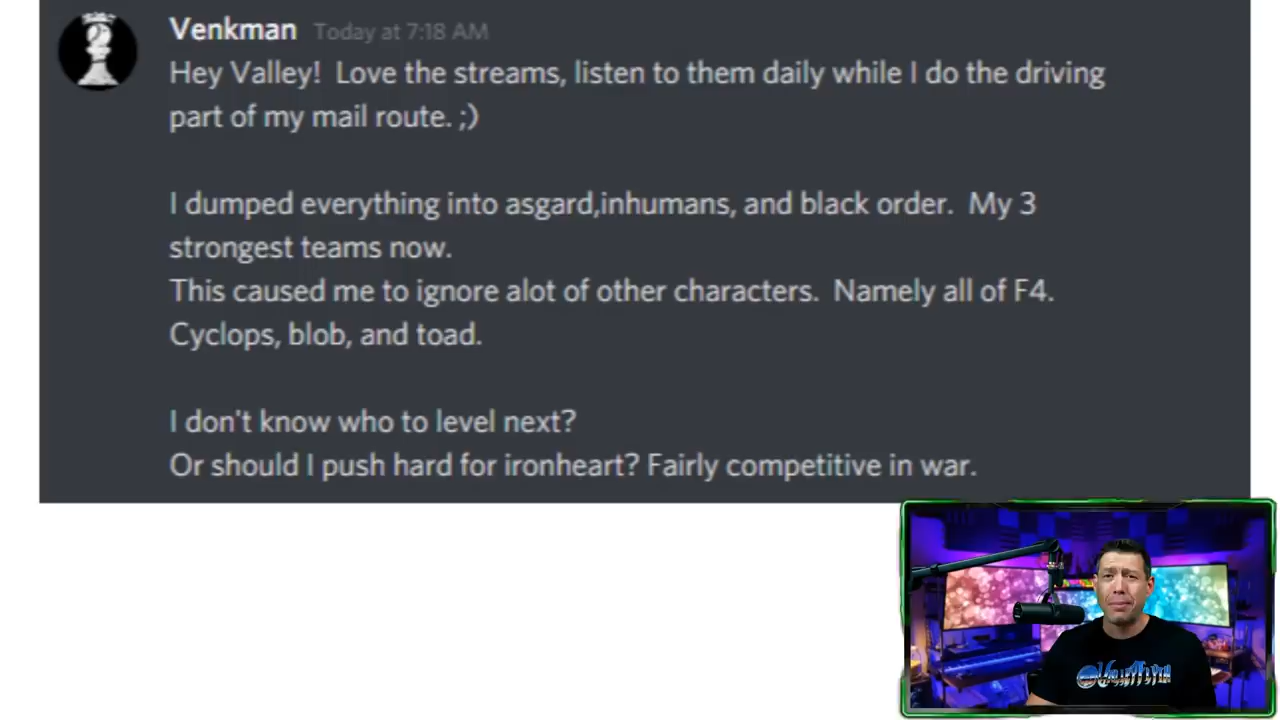 Venkman Today at 7:18 AM
Hey Valley! Love the streams, listen to them daily while I do the driving
part of my mail route. ;)
I dumped everything into asgard,inhumans, and black order. My 3
strongest teams now.
This caused me to ignore alot of other characters. Namely all of F4.
Cyclops, blob, and toad.
I don't know who to level next?
Or should I push hard for ironheart? Fairly competitive in war.
VALLEYFLYIN